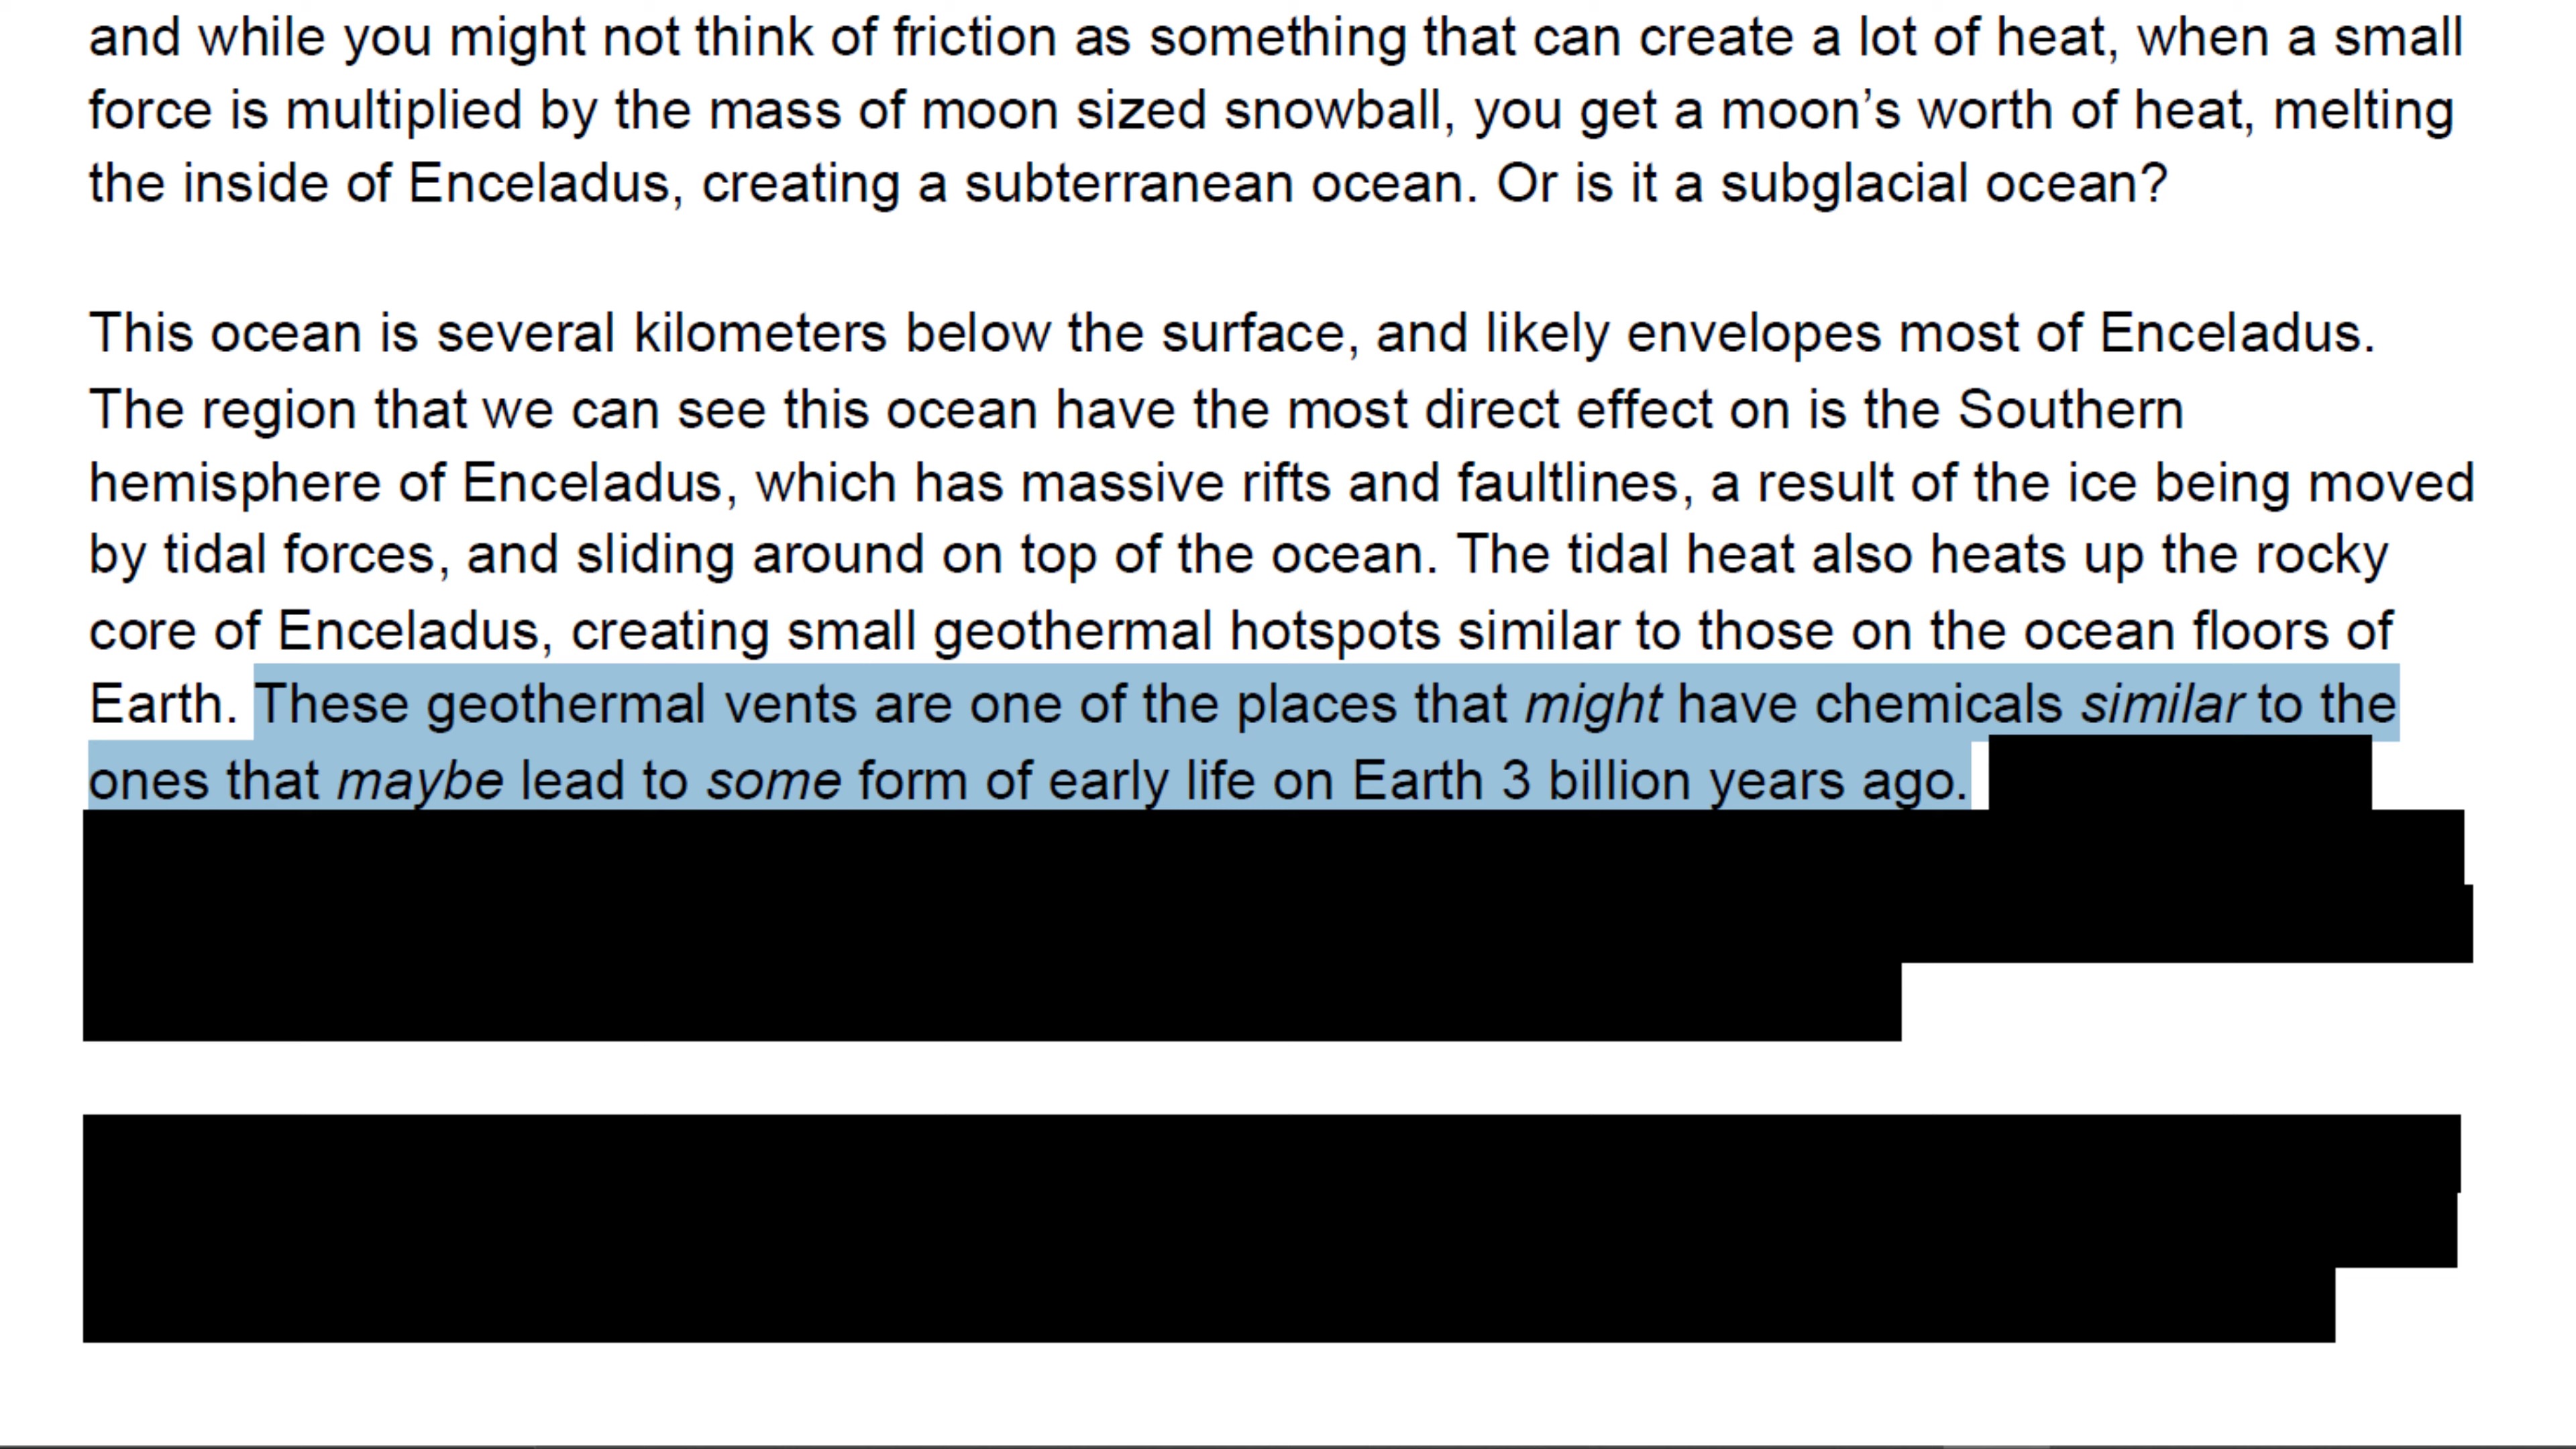 and while you might not think of friction as something that can create a lot of heat, when a small
force is multiplied by the mass of moon sized snowball, you get a moon’s worth of heat, melting
the inside of Enceladus, creating a subterranean ocean. Or is it a subglacial ocean?
This ocean is several kilometers below the surface, and likely envelopes most of Enceladus.
The region that we can see this ocean have the most direct effect on is the Southern
hemisphere of Enceladus, which has massive rifts and faultlines, a result of the ice being moved
by tidal forces, and sliding around on top of the ocean. The tidal heat also heats up the rocky
core of Enceladus, creating small geothermal hotspots similar to those on the ocean floors of
Earth. These geothermal vents are one of the places that might have chemicals similar to the
ones that maybe lead to some form of early life on Earth 3 billion years ago.